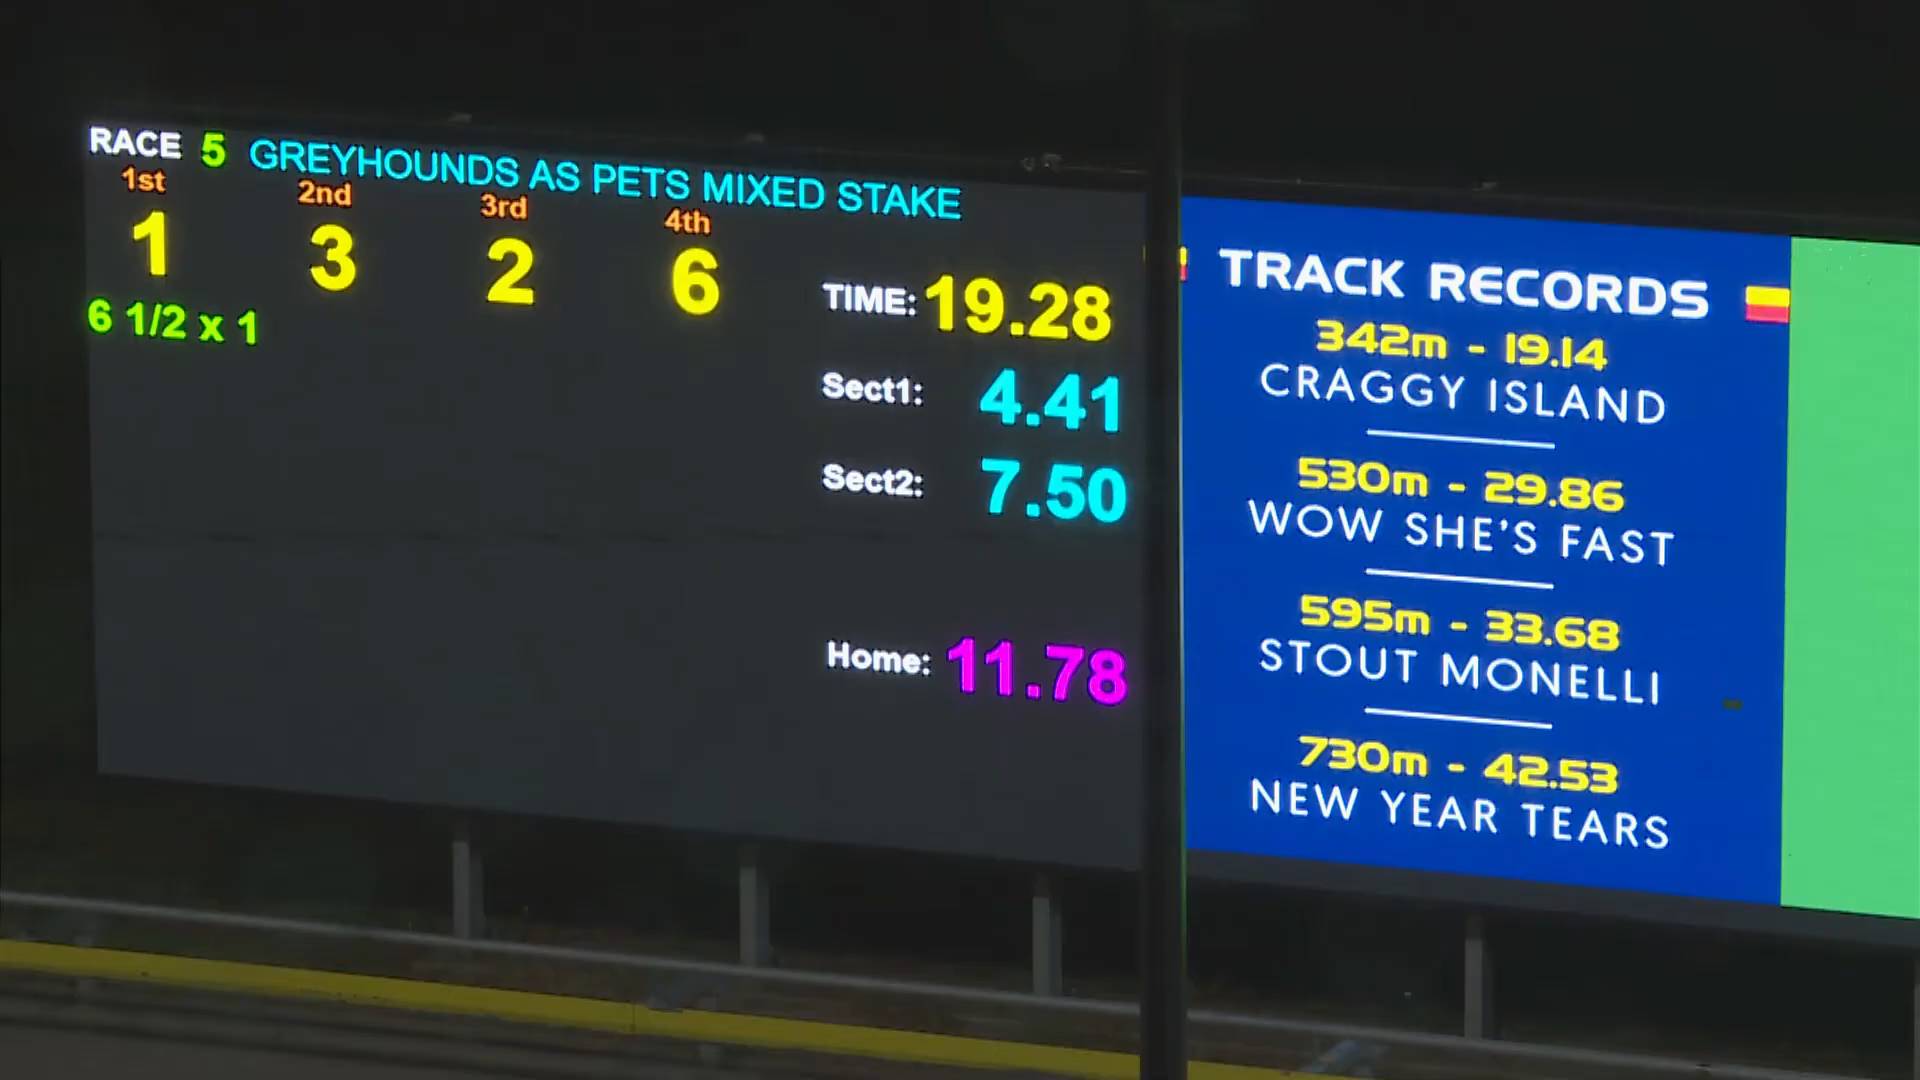 RACE 5 GREYHOUNDS AS PETS MIXED STAKE
1st 2nd 3rd 4th
1 3 2 6
6 1/2 x 1
TIME: 19.28
Sect1: 4.41
Sect2: 7.50
Home: 11.78
TRACK RECORDS
342m - 19.14
CRAGGY ISLAND
530m - 29.86
WOW SHE'S FAST
595m - 33.68
STOUT MONELLI
730m - 42.53
NEW YEAR TEARS